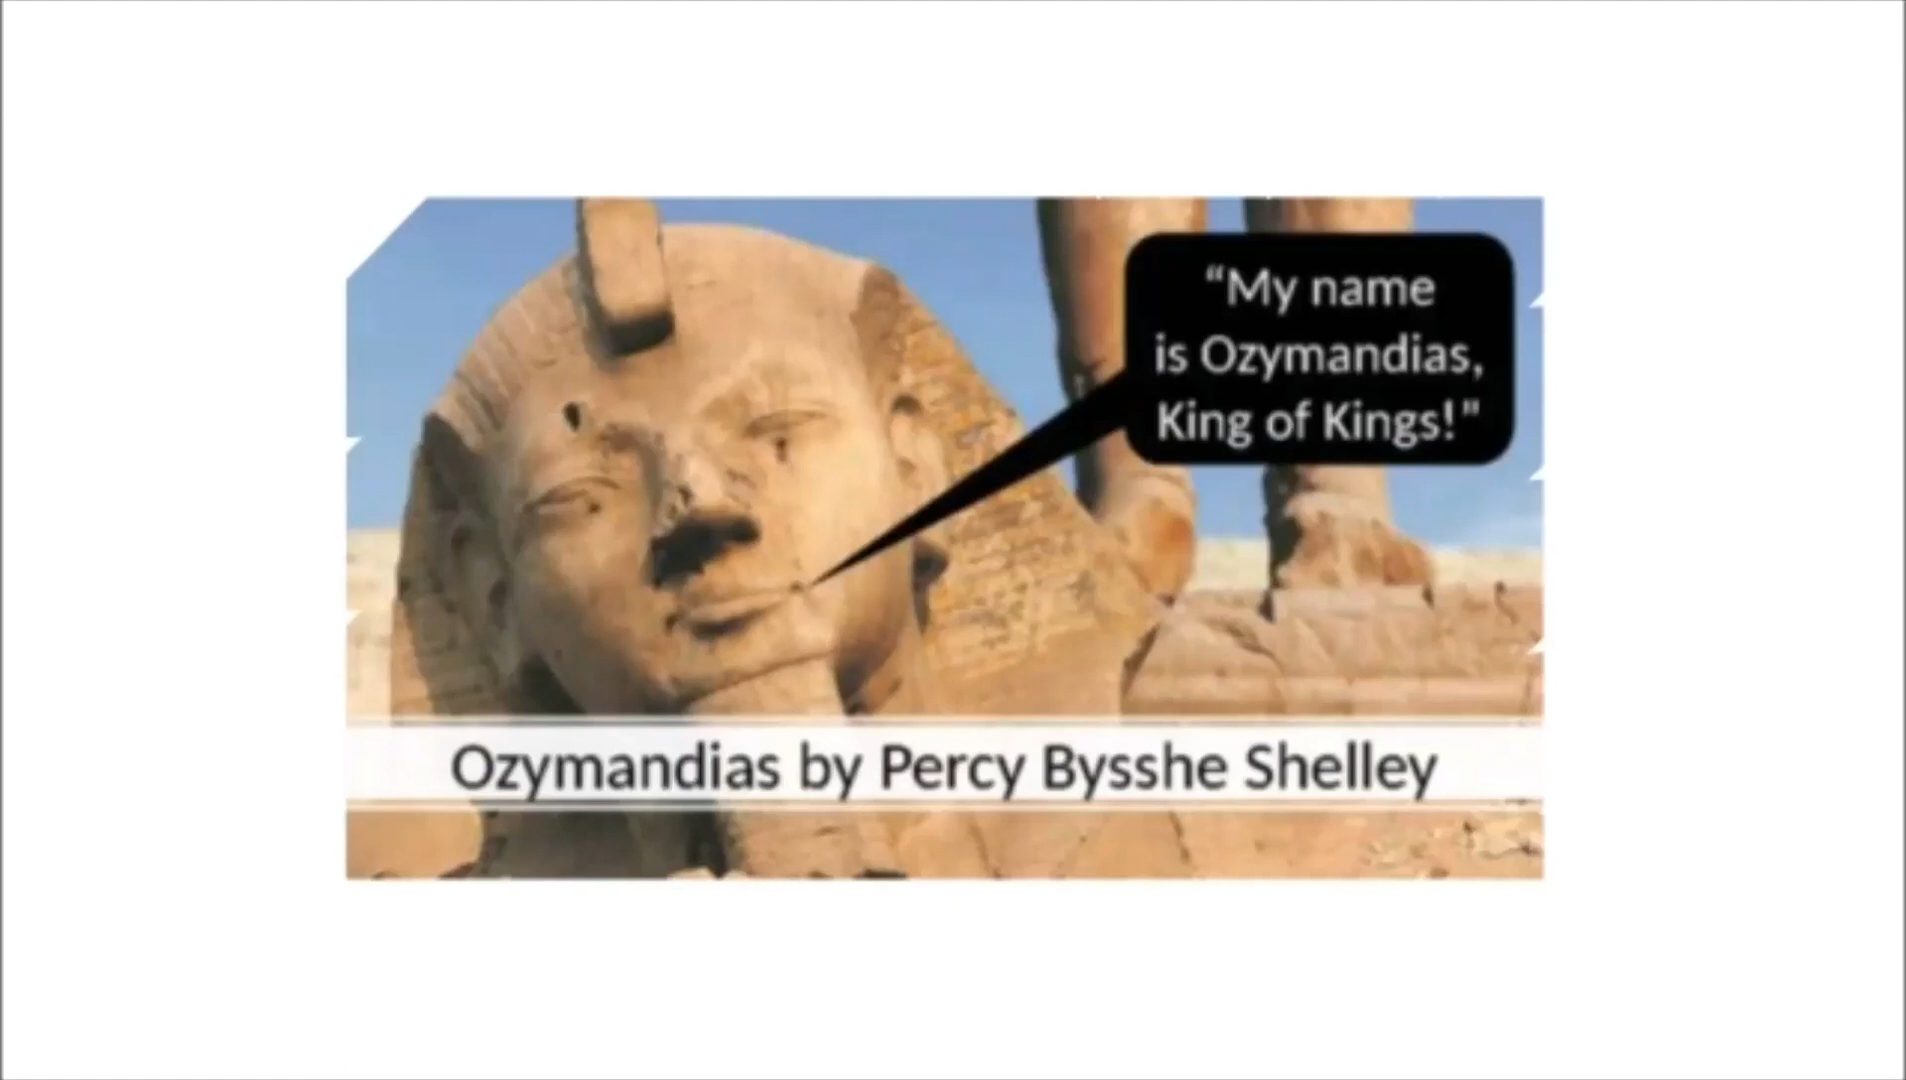 “My name
is Ozymandias,
King of Kings!"
Ozymandias by Percy Bysshe Shelley